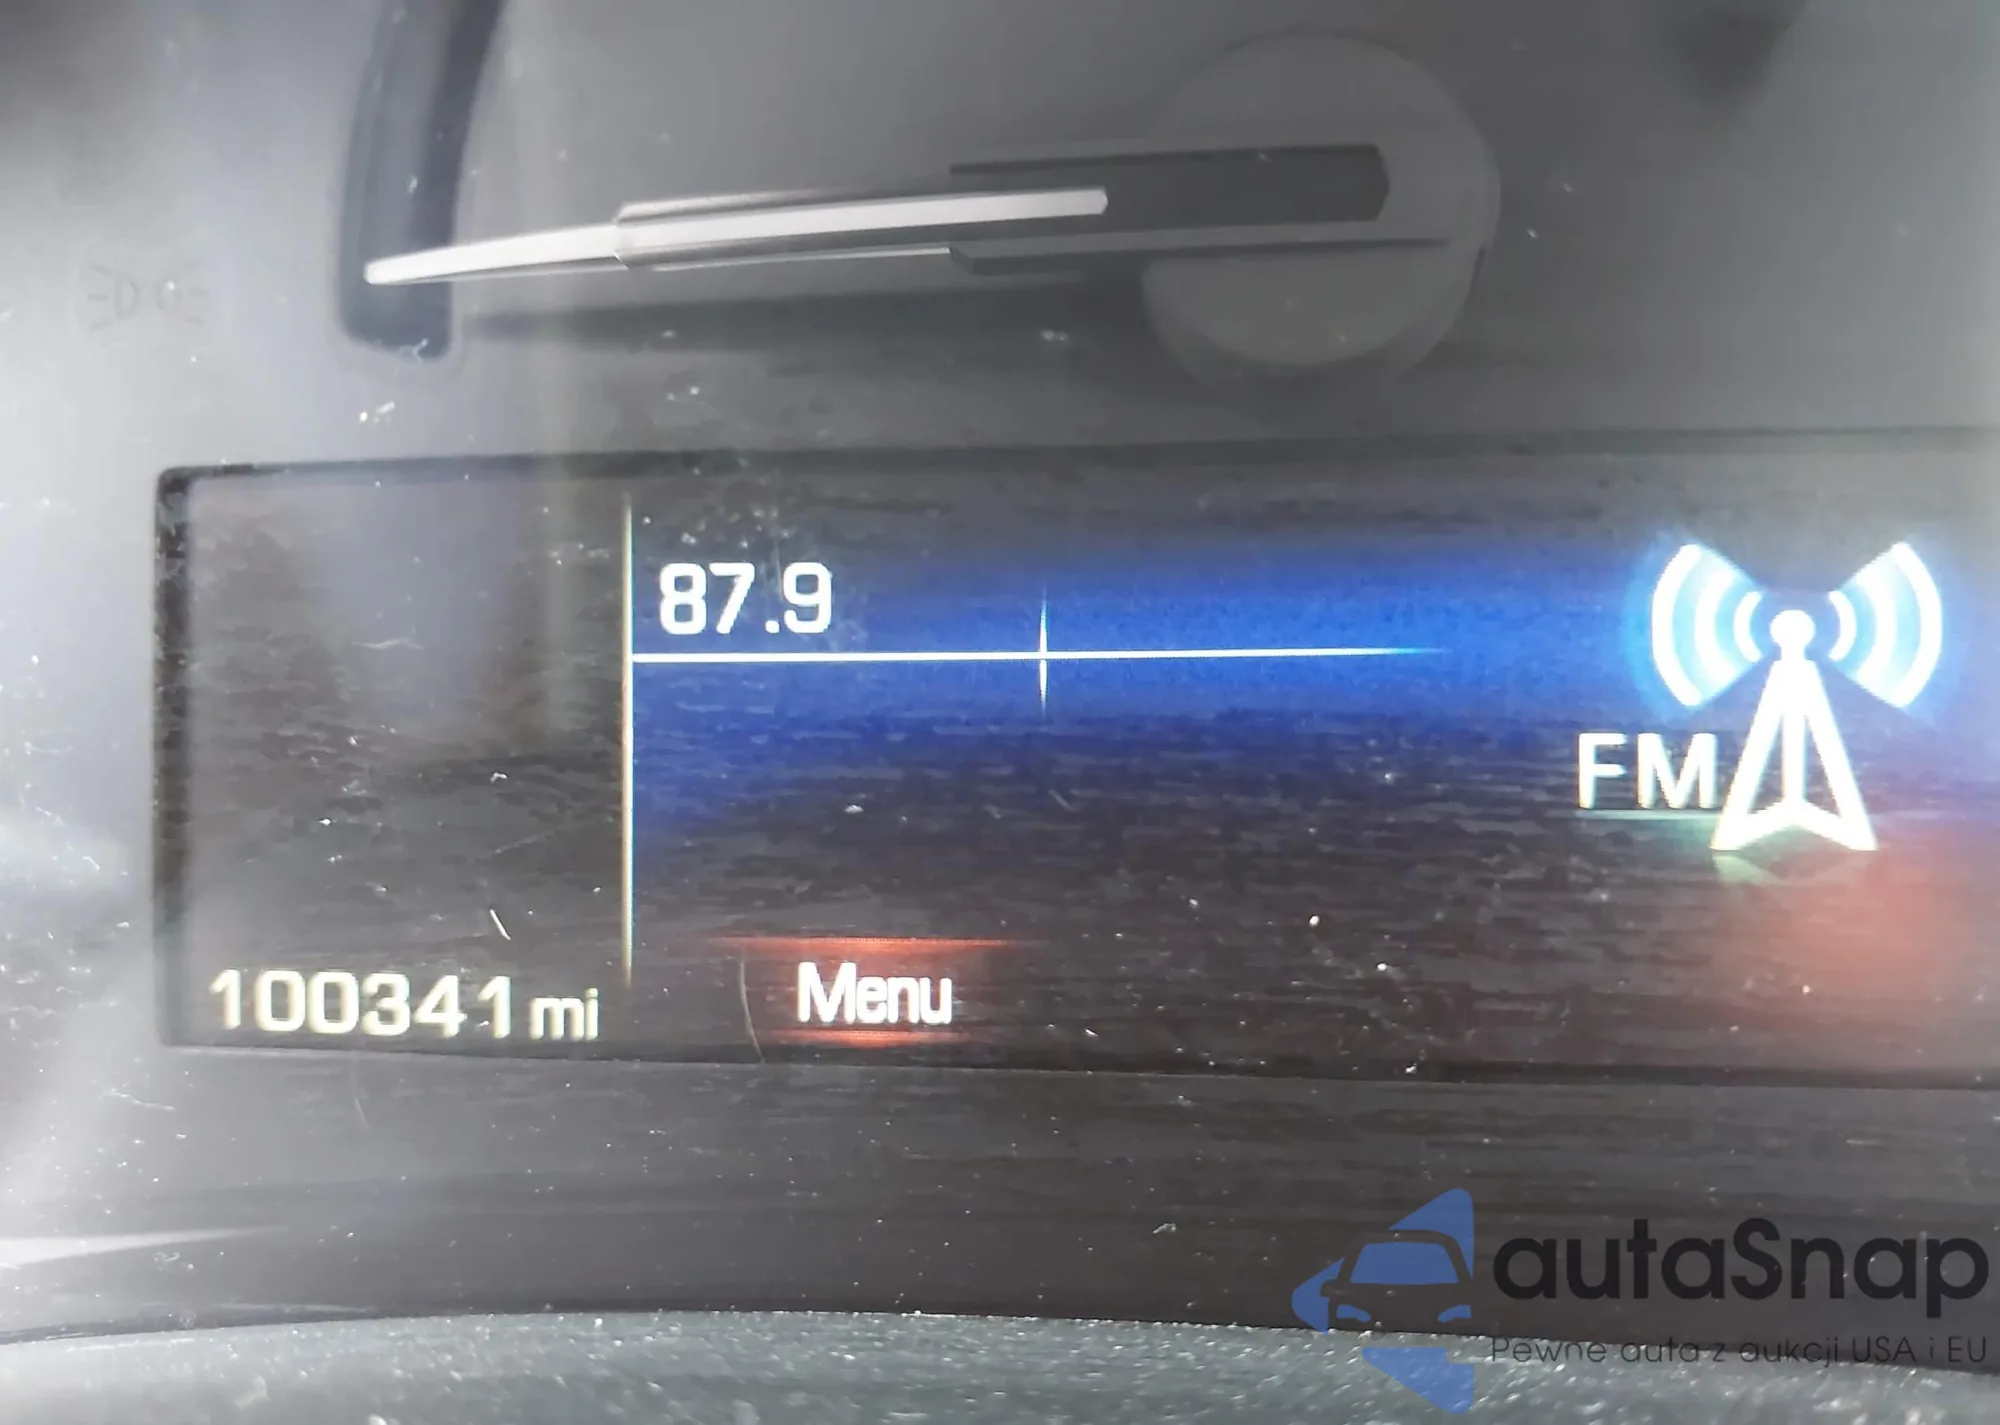 87.9
FM
100341 mi
Menu
autaSnap
Pewne auta z aukcji USA i EU